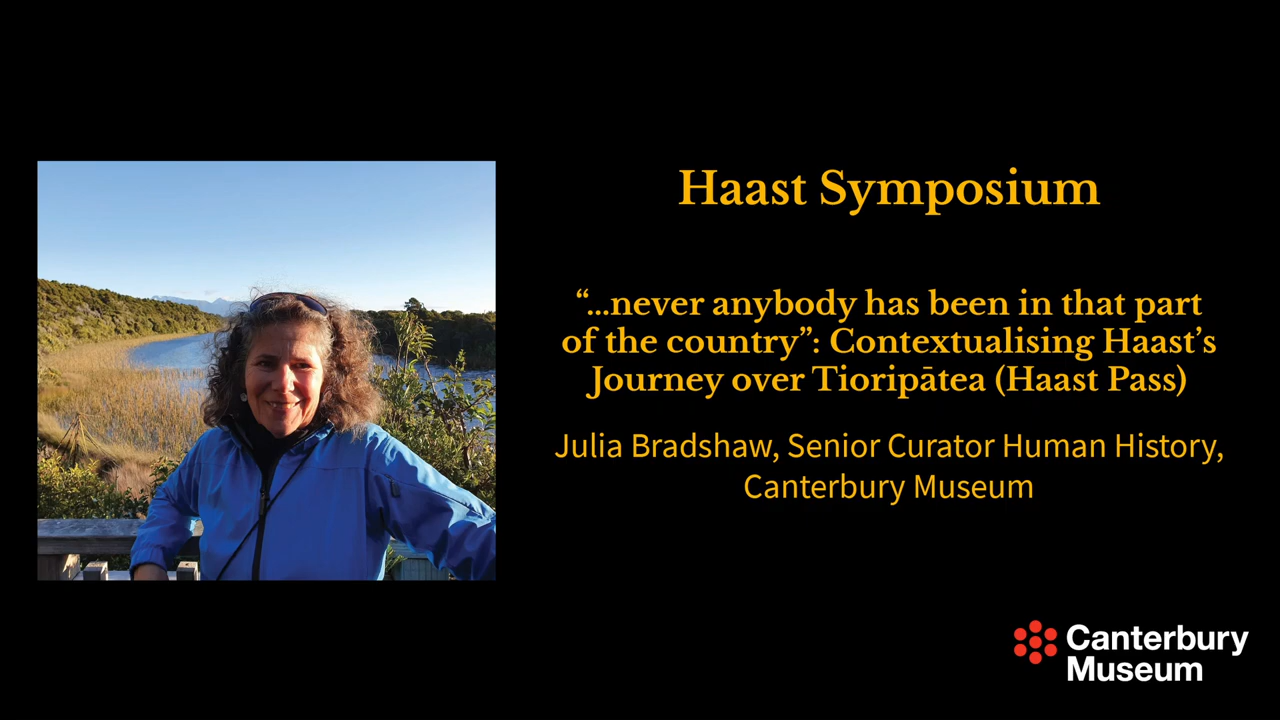 Haast Symposium
“...never anybody has been in that part
of the country”: Contextualising Haast’s
Journey over Tioripātea (Haast Pass)
Julia Bradshaw, Senior Curator Human History,
Canterbury Museum
Canterbury
Museum